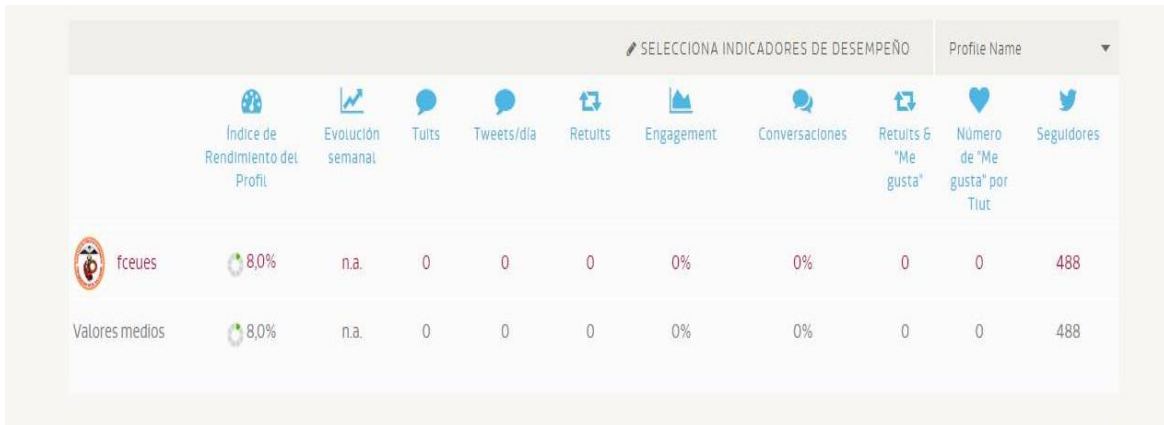 SELECCIONA INDICADORES DE DESEMPEÑO Profile Name
Índice de Rendimiento del Profil
Evolución semanal
Tuits
Tweets/día
Retuits
Engagement
Conversaciones
Retuits & "Me gusta"
Número de "Me gusta" por Tiut
Seguidores
fceues 8,0% n.a. 0 0 0 0% 0% 0 0 488
Valores medios 8,0% n.a. 0 0 0 0% 0% 0 0 488